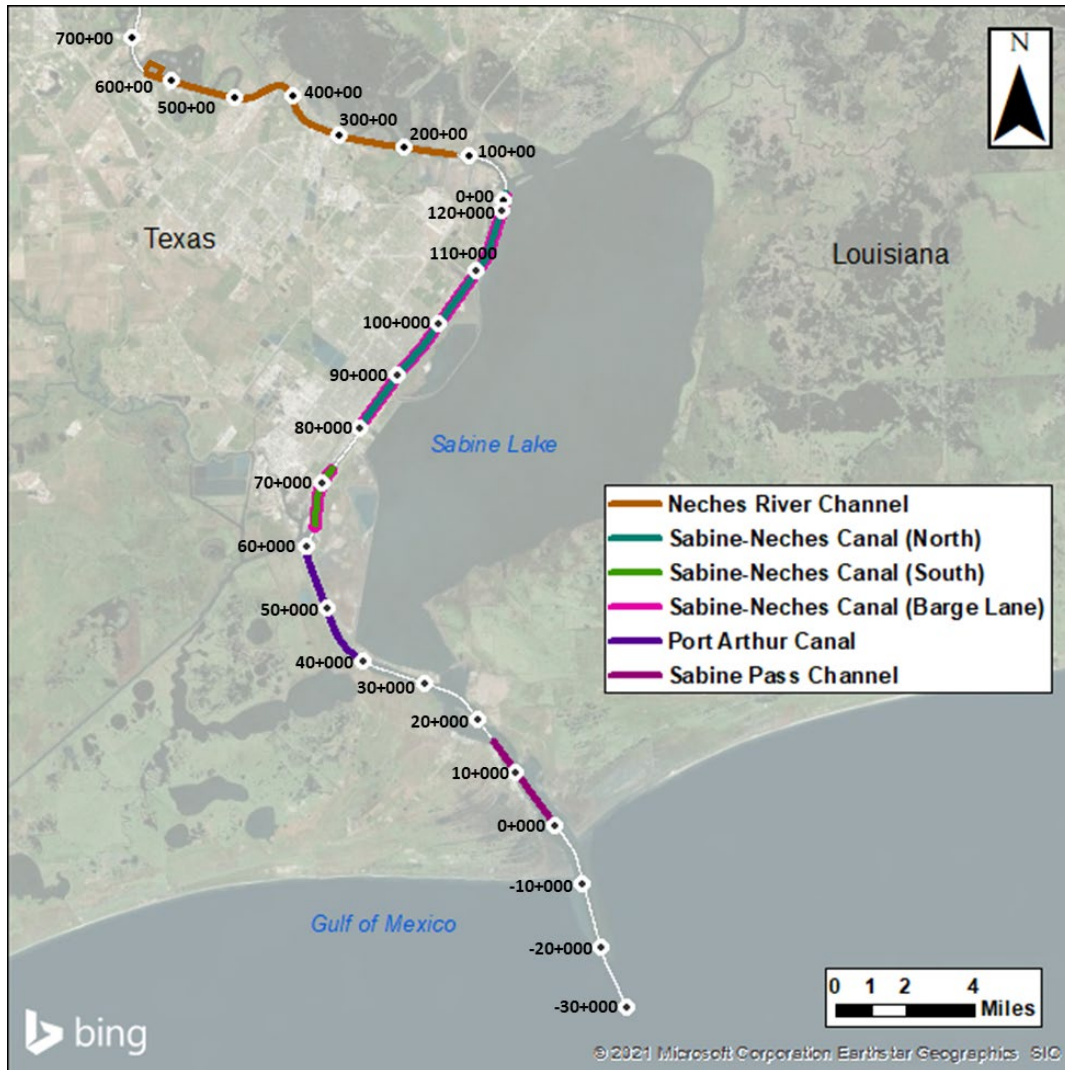 700+00
N
600+00
500+00
400+00
300+00
200+00
100+00
0+00
120+000
Texas
Louisiana
110+000
100+000
90+000
80+000
Sabine Lake
70+000
60+000
50+000
40+000
30+000
20+000
10+000
0+000
-10+000
-20+000
-30+000
Neches River Channel
Sabine-Neches Canal (North)
Sabine-Neches Canal (South)
Sabine-Neches Canal (Barge Lane)
Port Arthur Canal
Sabine Pass Channel
Gulf of Mexico
0 1 2 4
Miles
bing
© 2021 Microsoft Corporation Earthstar Geographics SIO